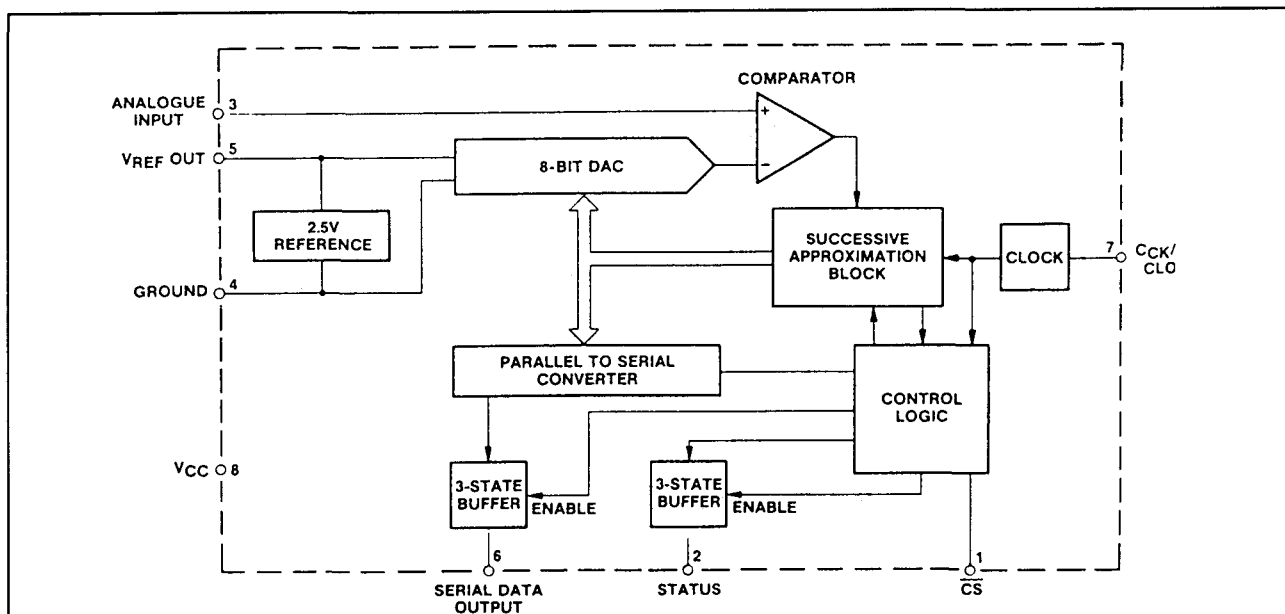 COMPARATOR
ANALOGUE
INPUT
3
+
VREF OUT
5
8-BIT DAC
−
2.5V
REFERENCE
SUCCESSIVE
APPROXIMATION
BLOCK
CLOCK
7
CCK/
CLO
GROUND
4
PARALLEL TO SERIAL
CONVERTER
CONTROL
LOGIC
VCC
8
3-STATE
BUFFER
ENABLE
3-STATE
BUFFER
ENABLE
6
2
1
SERIAL DATA
OUTPUT
STATUS
C̅S̅